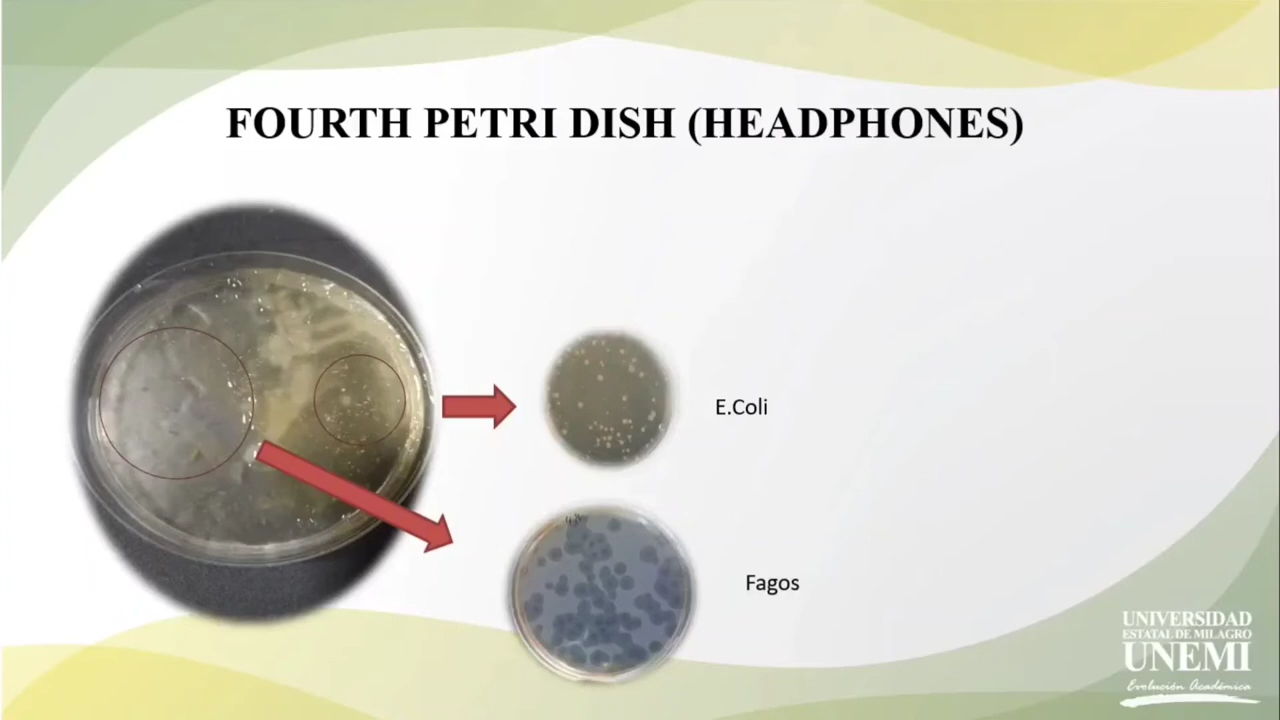 FOURTH PETRI DISH (HEADPHONES)
E.Coli
Fagos
UNIVERSIDAD
ESTATAL DE MILAGRO
UNEMI
Evolución Académica